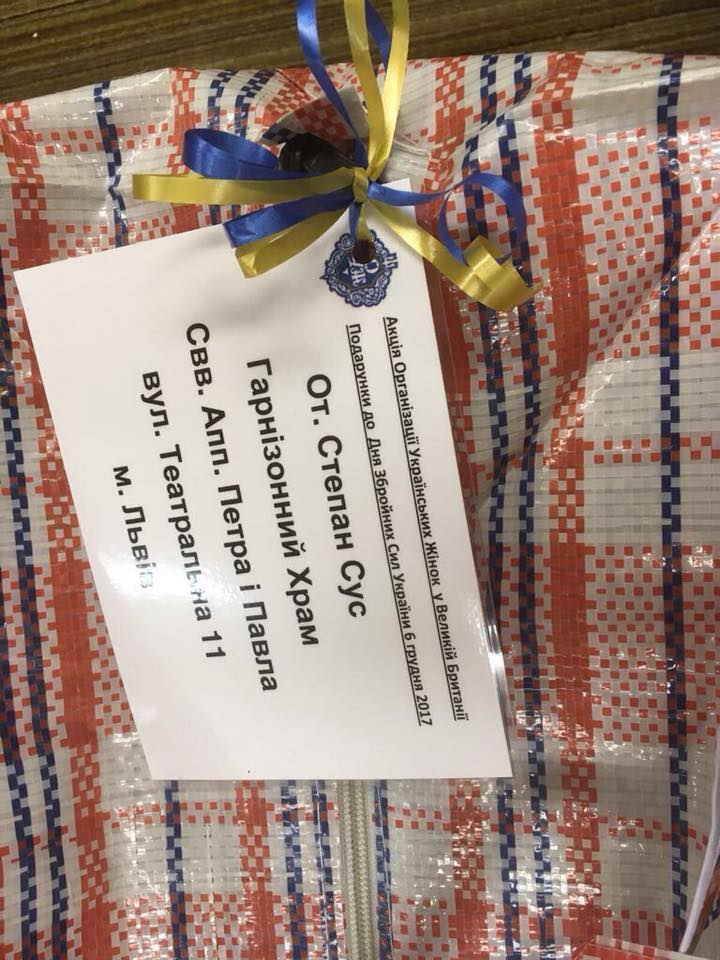 Акція Організації Українських Жінок у Великій Британії
Подарунки до Дня Збройних Сил України 6 грудня 2017
От. Степан Сус
Гарнізонний Храм
Свв. Апп. Петра і Павла
вул. Театральна 11
м. Львів